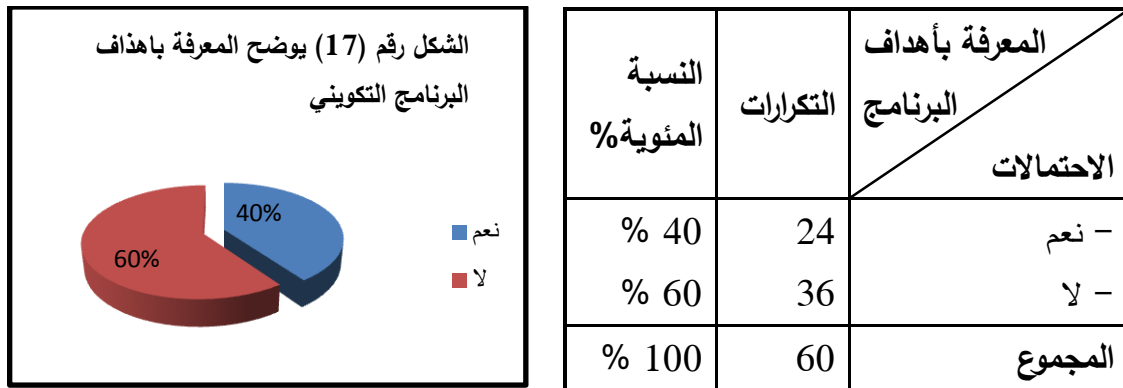 المعرفة بأهداف
البرنامج
الاحتمالات
التكرارات
النسبة
المئوية%
– نعم
24
40 %
– لا
36
60 %
المجموع
60
100 %
الشكل رقم (17) يوضح المعرفة باهذاف
البرنامج التكويني
40%
60%
نعم
لا